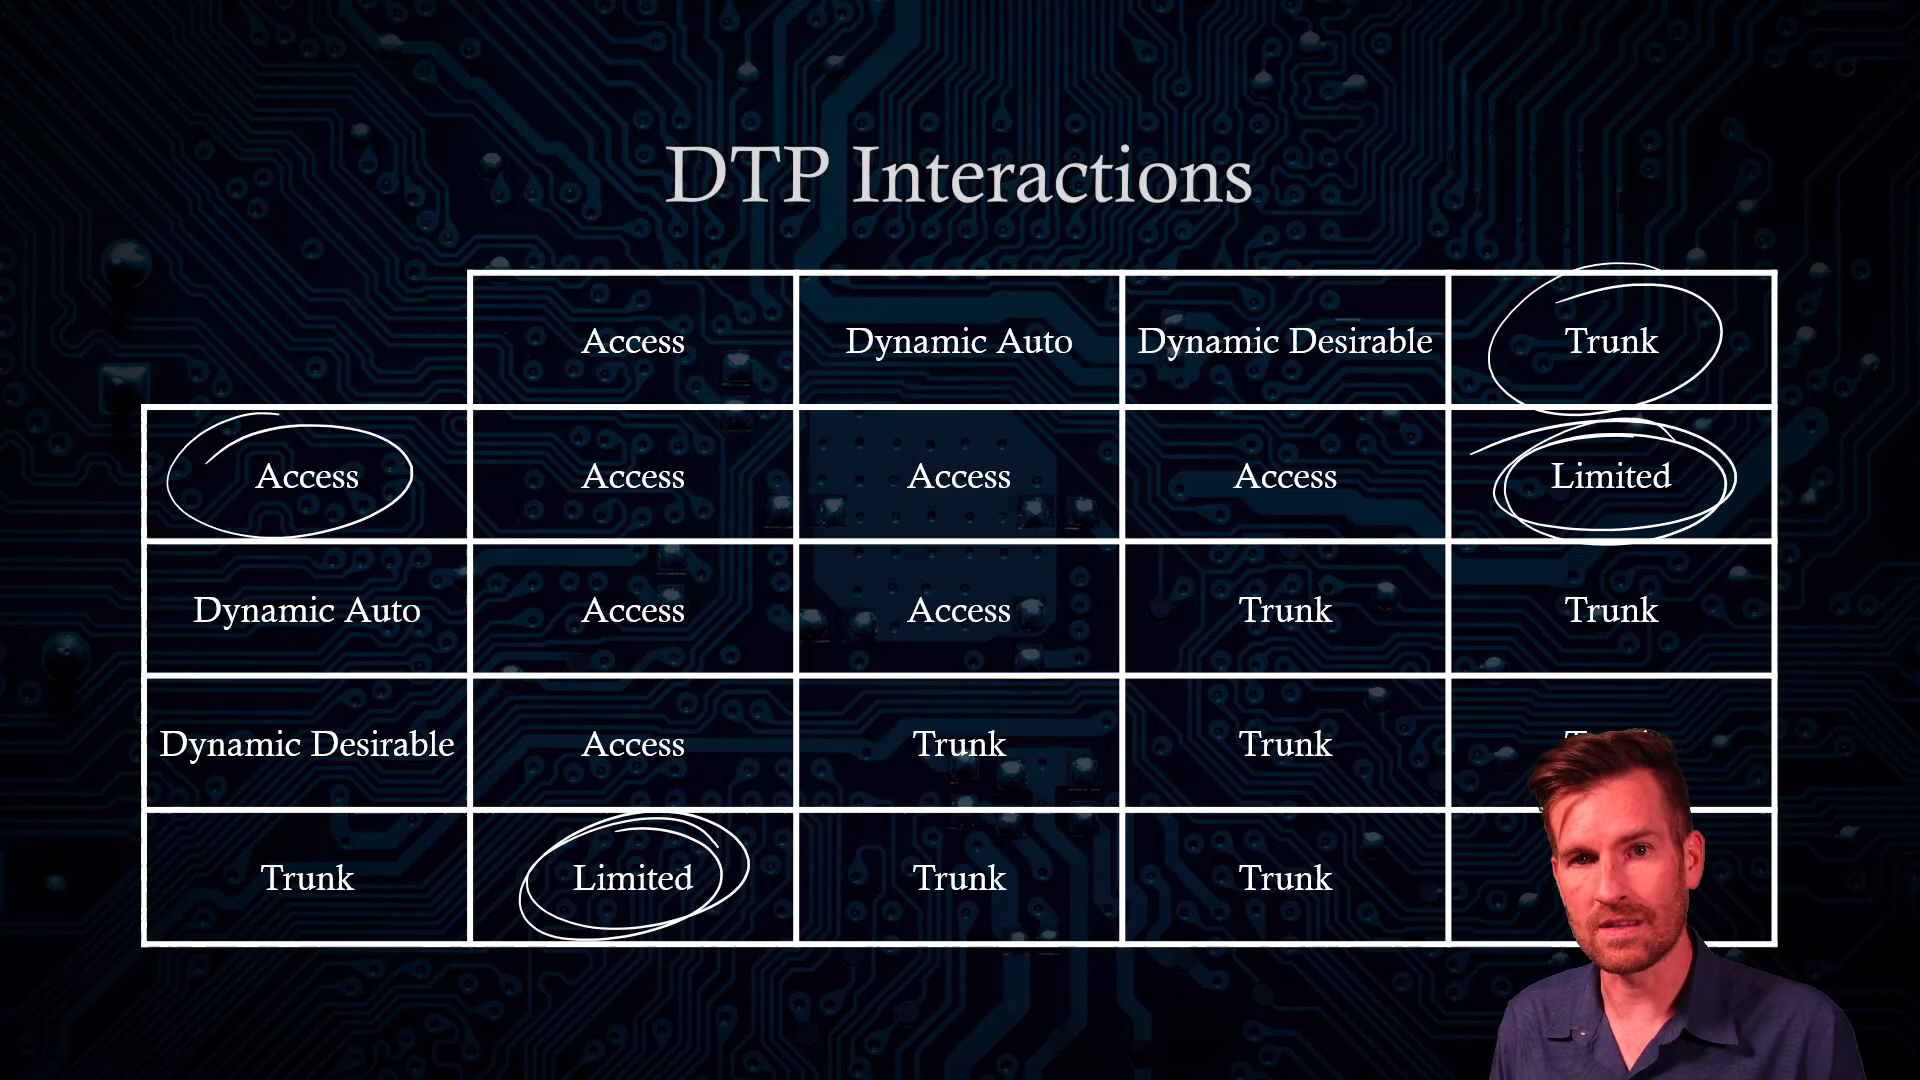 DTP Interactions
Access Dynamic Auto Dynamic Desirable Trunk
Access Access Access Access Limited
Dynamic Auto Access Access Trunk Trunk
Dynamic Desirable Access Trunk Trunk
Trunk Limited Trunk Trunk